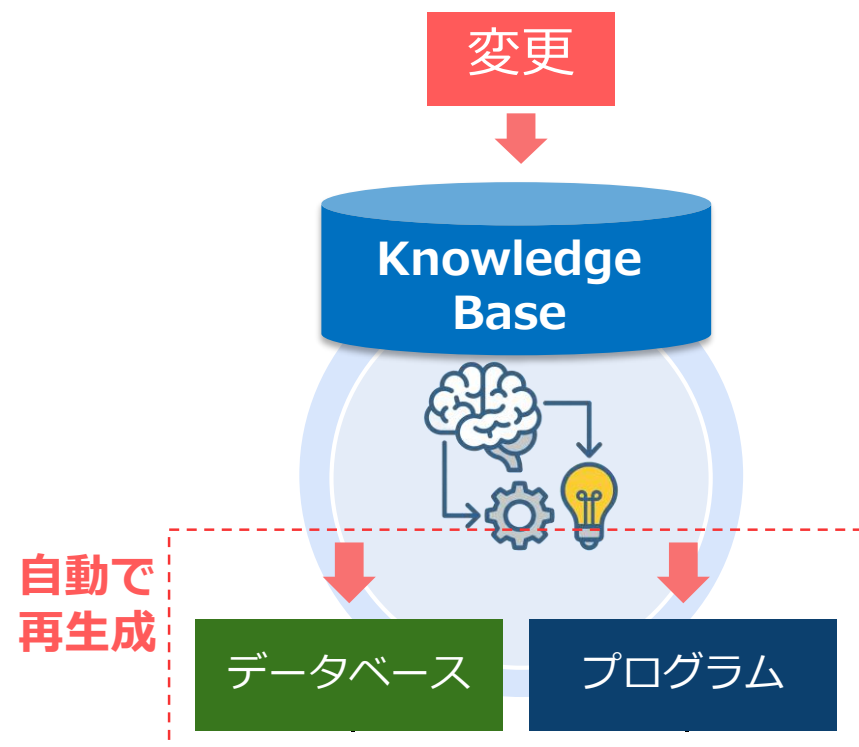 変更
Knowledge
Base
自動で
再生成
データベース
プログラム